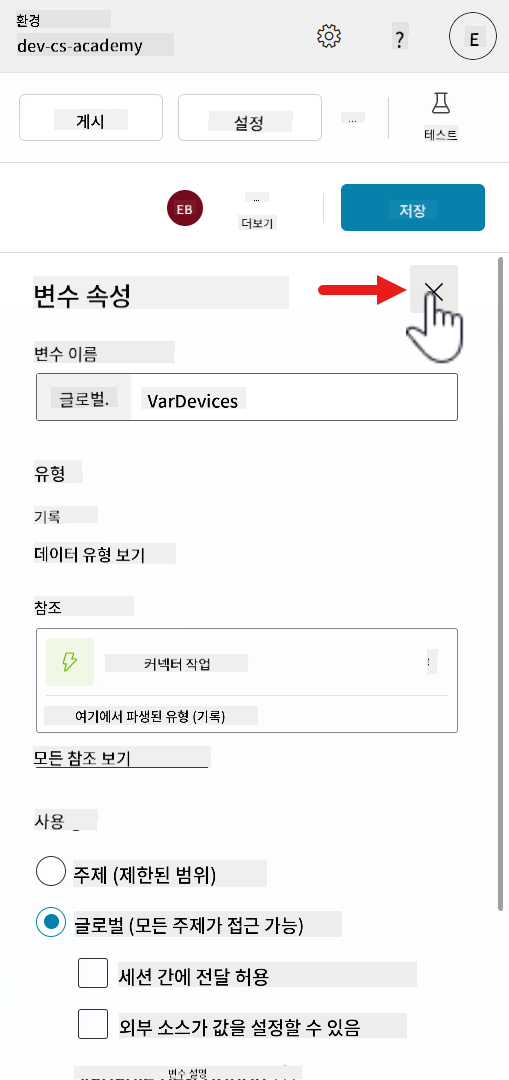 환경
dev-cs-academy
?
E
게시
설정
...
테스트
EB
...
더보기
저장
변수 속성
변수 이름
글로벌.
VarDevices
유형
기록
데이터 유형 보기
참조
커넥터 작업
여기에서 파생된 유형 (기록)
모든 참조 보기
사용
주제 (제한된 범위)
글로벌 (모든 주제가 접근 가능)
세션 간에 전달 허용
외부 소스가 값을 설정할 수 있음
변수 설명